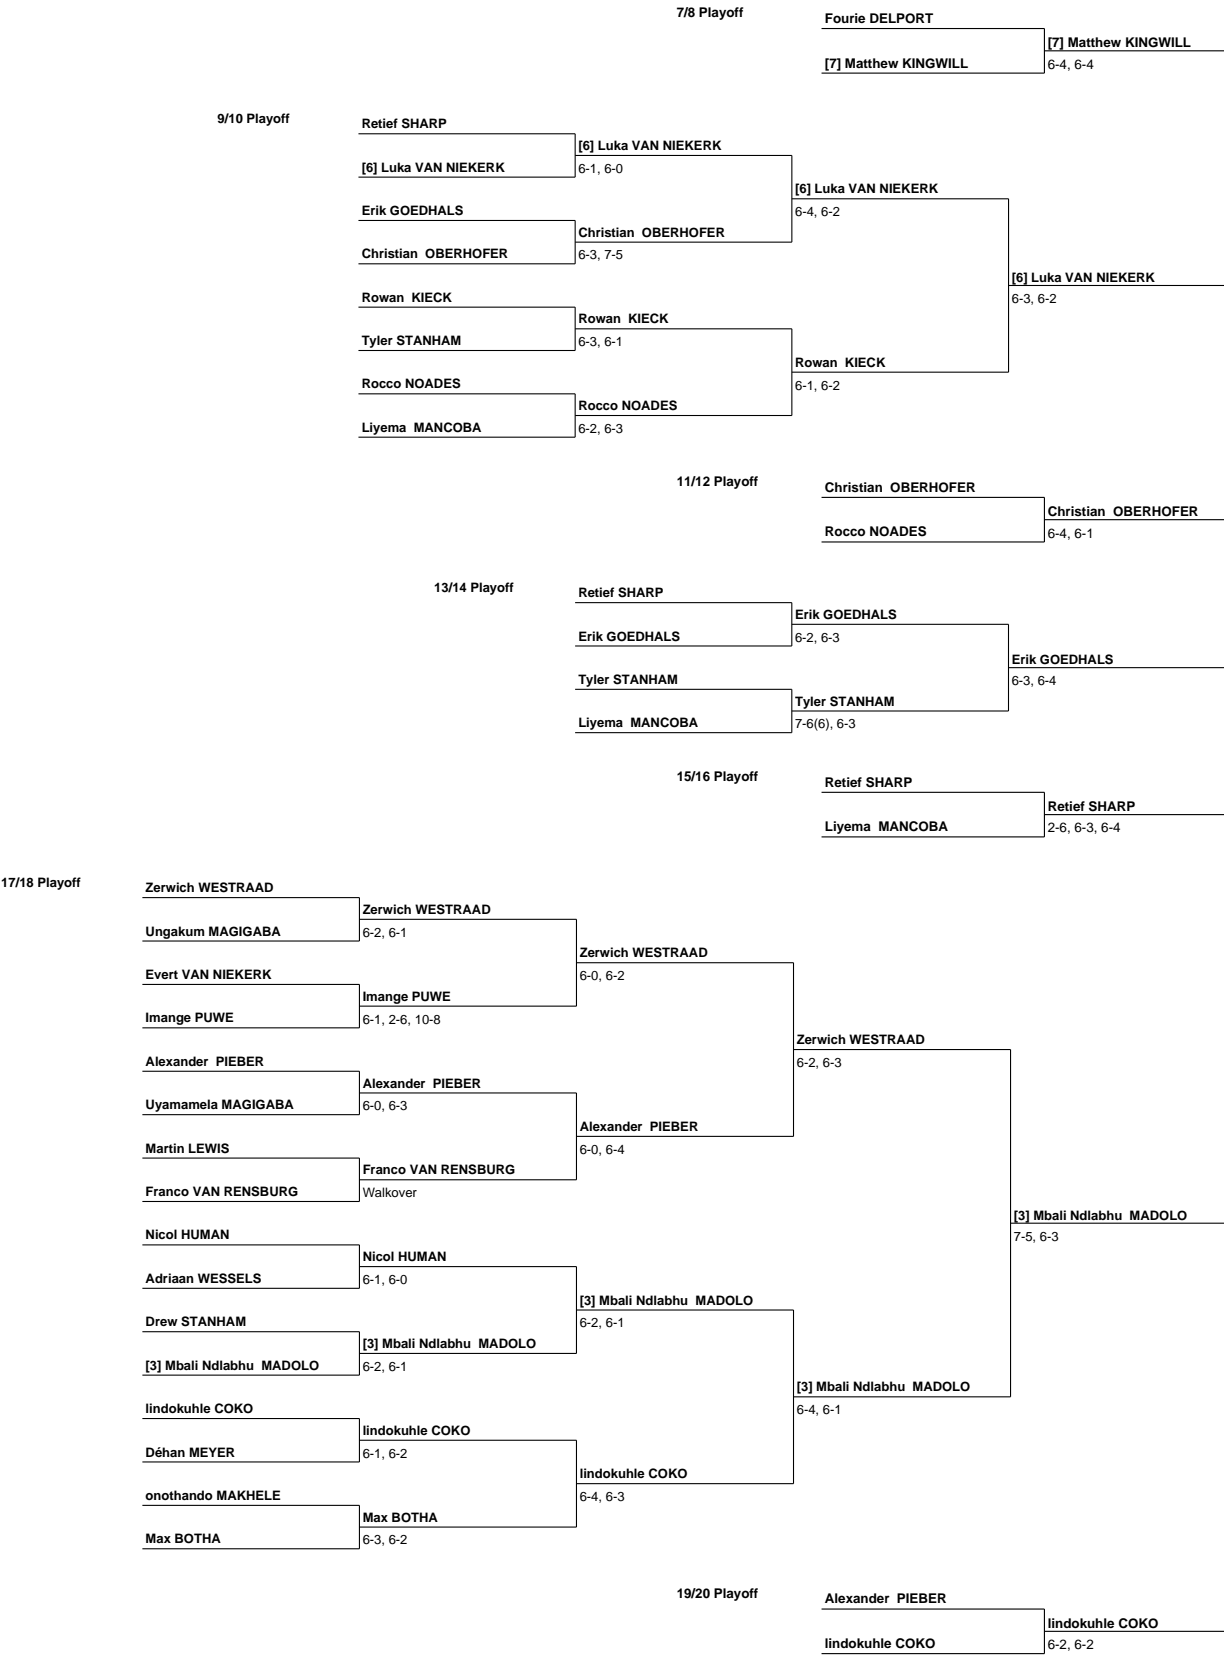 7/8 Playoff
Fourie DELPORT
[7] Matthew KINGWILL
[7] Matthew KINGWILL
6-4, 6-4
9/10 Playoff
Retief SHARP
[6] Luka VAN NIEKERK
[6] Luka VAN NIEKERK
6-1, 6-0
[6] Luka VAN NIEKERK
6-4, 6-2
Erik GOEDHALS
Christian OBERHOFER
Christian OBERHOFER
6-3, 7-5
[6] Luka VAN NIEKERK
6-3, 6-2
Rowan KIECK
Rowan KIECK
Tyler STANHAM
6-3, 6-1
Rowan KIECK
6-1, 6-2
Rocco NOADES
Rocco NOADES
Liyema MANCOBA
6-2, 6-3
11/12 Playoff
Christian OBERHOFER
Christian OBERHOFER
Rocco NOADES
6-4, 6-1
13/14 Playoff
Retief SHARP
Erik GOEDHALS
Erik GOEDHALS
6-2, 6-3
Erik GOEDHALS
6-3, 6-4
Tyler STANHAM
Tyler STANHAM
Liyema MANCOBA
7-6(6), 6-3
15/16 Playoff
Retief SHARP
Retief SHARP
Liyema MANCOBA
2-6, 6-3, 6-4
17/18 Playoff
Zerwich WESTRAAD
Zerwich WESTRAAD
Ungakum MAGIGABA
6-2, 6-1
Zerwich WESTRAAD
6-0, 6-2
Evert VAN NIEKERK
Imange PUWE
Imange PUWE
6-1, 2-6, 10-8
Zerwich WESTRAAD
6-2, 6-3
Alexander PIEBER
Alexander PIEBER
Uyamamela MAGIGABA
6-0, 6-3
Alexander PIEBER
6-0, 6-4
Martin LEWIS
Franco VAN RENSBURG
Franco VAN RENSBURG
Walkover
[3] Mbali Ndlabhu MADOLO
7-5, 6-3
Nicol HUMAN
Nicol HUMAN
Adriaan WESSELS
6-1, 6-0
[3] Mbali Ndlabhu MADOLO
6-2, 6-1
Drew STANHAM
[3] Mbali Ndlabhu MADOLO
[3] Mbali Ndlabhu MADOLO
6-2, 6-1
[3] Mbali Ndlabhu MADOLO
6-4, 6-1
lindokuhle COKO
lindokuhle COKO
Déhan MEYER
6-1, 6-2
lindokuhle COKO
6-4, 6-3
onothando MAKHELE
Max BOTHA
Max BOTHA
6-3, 6-2
19/20 Playoff
Alexander PIEBER
lindokuhle COKO
lindokuhle COKO
6-2, 6-2